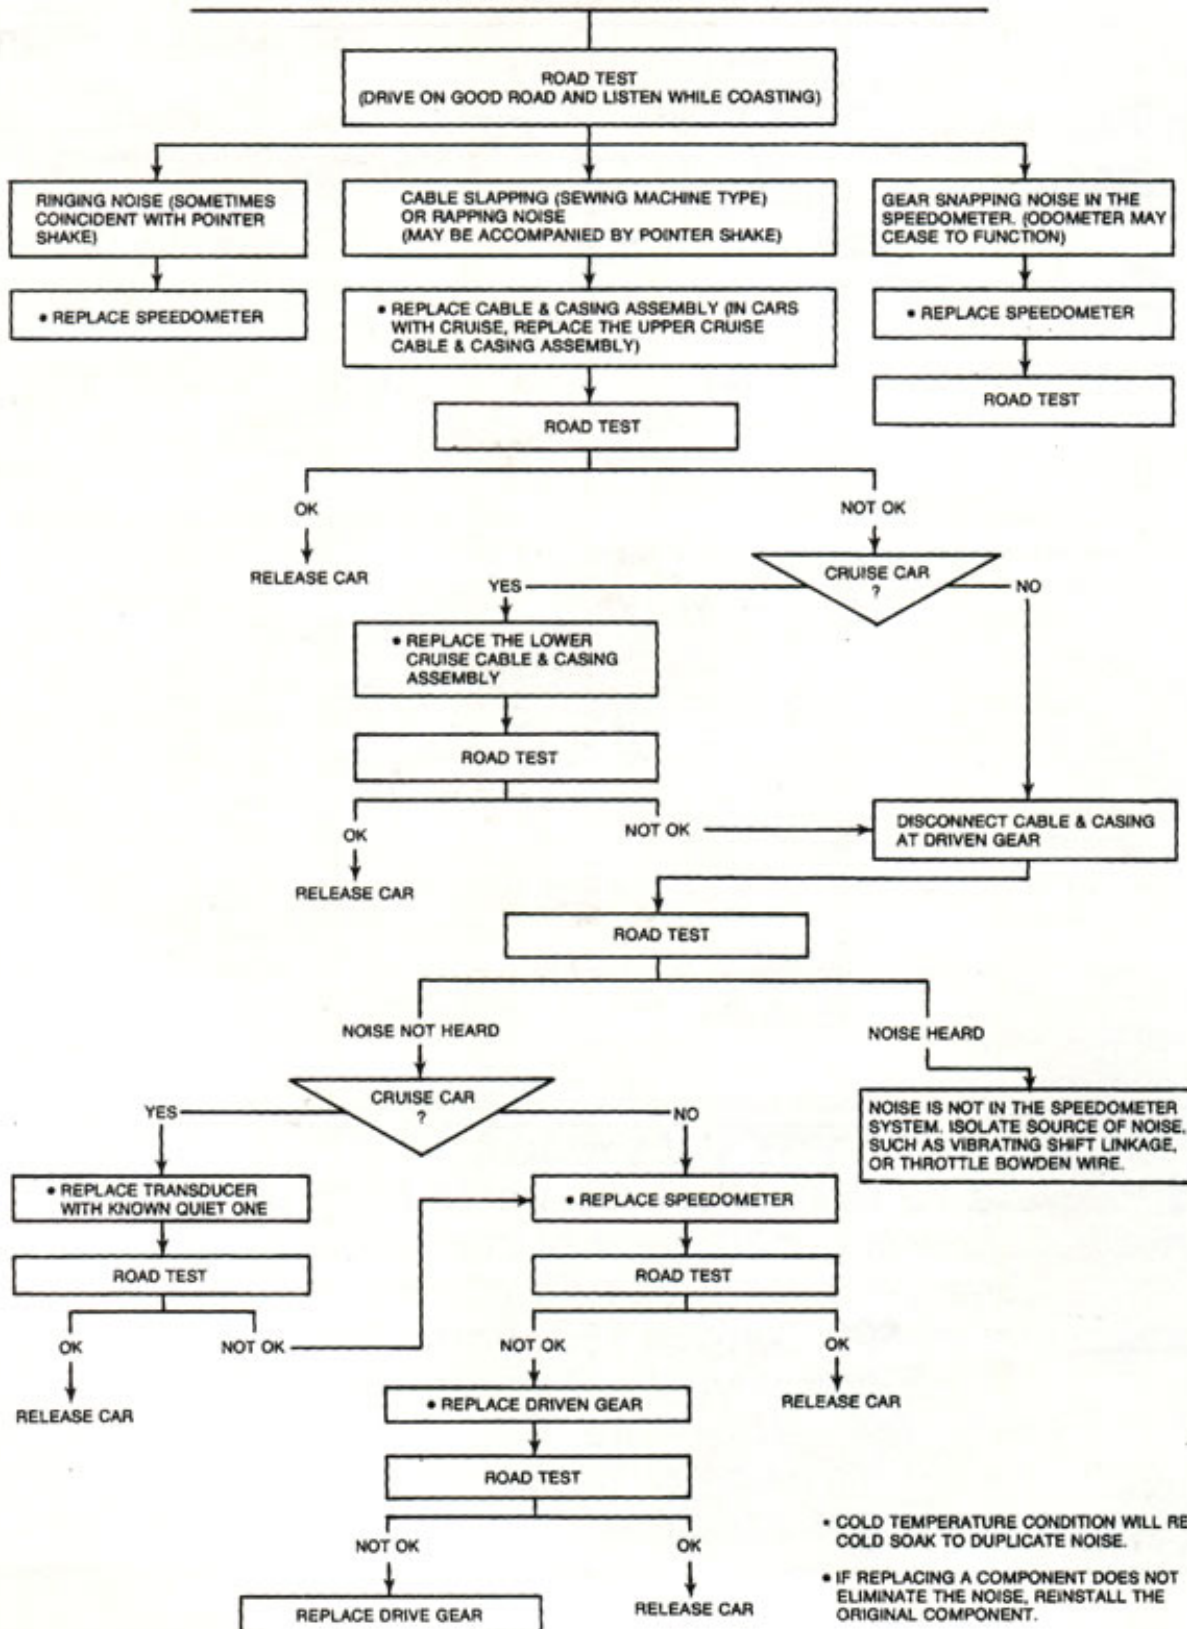 ROAD TEST
(DRIVE ON GOOD ROAD AND LISTEN WHILE COASTING)
RINGING NOISE (SOMETIMES
COINCIDENT WITH POINTER
SHAKE)
CABLE SLAPPING (SEWING MACHINE TYPE)
OR RAPPING NOISE
(MAY BE ACCOMPANIED BY POINTER SHAKE)
GEAR SNAPPING NOISE IN THE
SPEEDOMETER. (ODOMETER MAY
CEASE TO FUNCTION)
• REPLACE SPEEDOMETER
• REPLACE CABLE & CASING ASSEMBLY (IN CARS
WITH CRUISE, REPLACE THE UPPER CRUISE
CABLE & CASING ASSEMBLY)
• REPLACE SPEEDOMETER
ROAD TEST
ROAD TEST
OK
NOT OK
RELEASE CAR
CRUISE CAR
?
YES
NO
• REPLACE THE LOWER
CRUISE CABLE & CASING
ASSEMBLY
ROAD TEST
OK
NOT OK
DISCONNECT CABLE & CASING
AT DRIVEN GEAR
RELEASE CAR
ROAD TEST
NOISE NOT HEARD
NOISE HEARD
CRUISE CAR
?
YES
NO
NOISE IS NOT IN THE SPEEDOMETER
SYSTEM. ISOLATE SOURCE OF NOISE,
SUCH AS VIBRATING SHIFT LINKAGE,
OR THROTTLE BOWDEN WIRE.
• REPLACE TRANSDUCER
WITH KNOWN QUIET ONE
• REPLACE SPEEDOMETER
ROAD TEST
ROAD TEST
OK
NOT OK
NOT OK
OK
RELEASE CAR
• REPLACE DRIVEN GEAR
RELEASE CAR
ROAD TEST
NOT OK
OK
REPLACE DRIVE GEAR
RELEASE CAR
• COLD TEMPERATURE CONDITION WILL RE
COLD SOAK TO DUPLICATE NOISE.
• IF REPLACING A COMPONENT DOES NOT
ELIMINATE THE NOISE, REINSTALL THE
ORIGINAL COMPONENT.